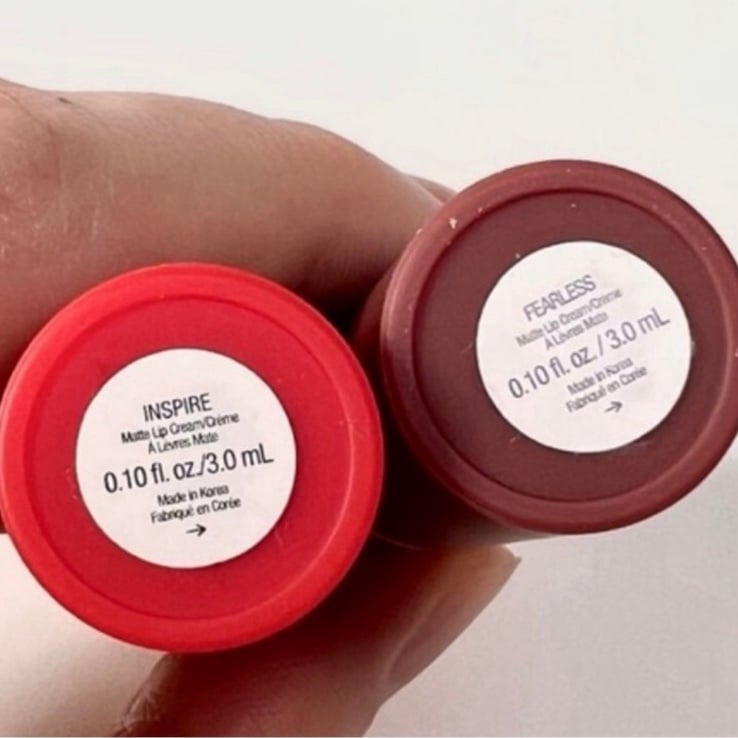 INSPIRE
Matte Lip Cream/Crème
À Lèvres Mate
0.10 fl. oz./3.0 mL
Made in Korea
Fabriqué en Corée
→
FEARLESS
Matte Lip Cream/Crème
À Lèvres Mate
0.10 fl. oz./ 3.0 mL
Made in Korea
Fabriqué en Corée
→